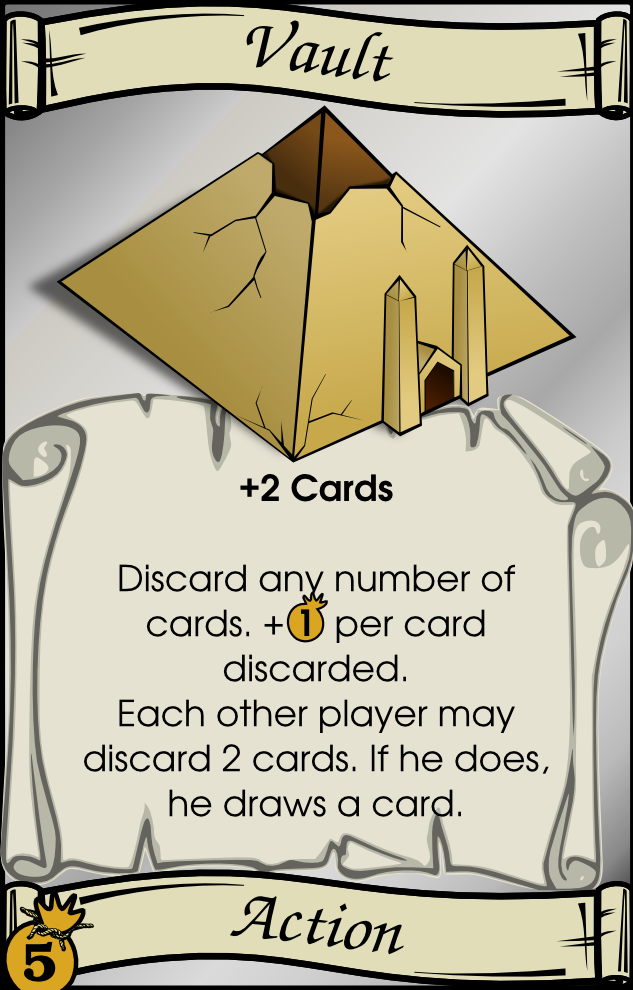 Vault
+2 Cards
Discard any number of
cards. +1 per card
discarded.
Each other player may
discard 2 cards. If he does,
he draws a card.
Action
5